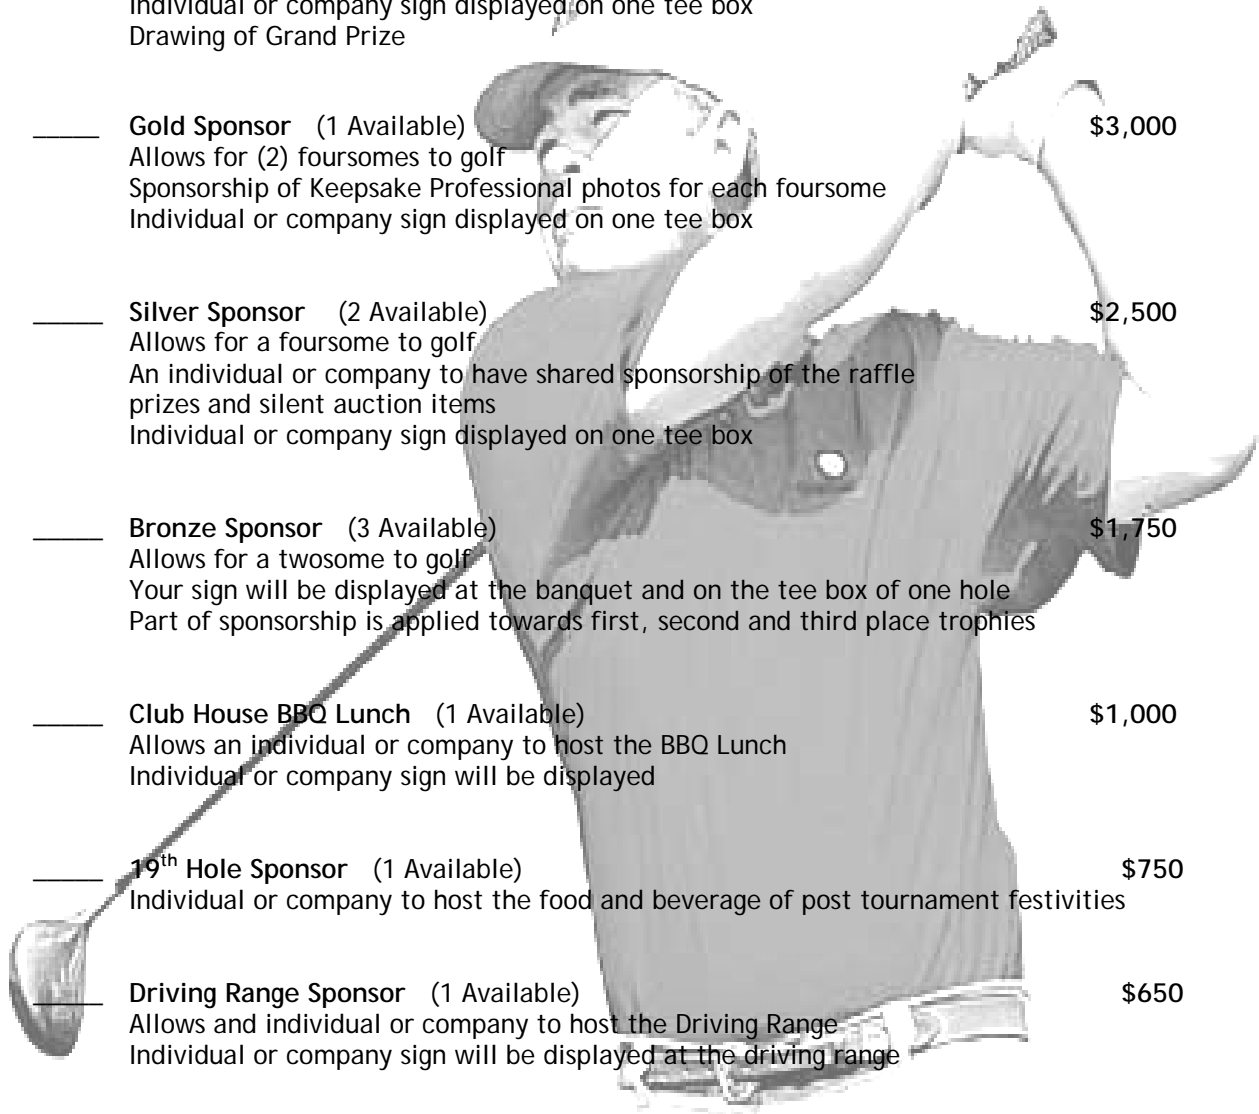 Individual or company sign displayed on one tee box
Drawing of Grand Prize
_____ Gold Sponsor (1 Available) $3,000
Allows for (2) foursomes to golf
Sponsorship of Keepsake Professional photos for each foursome
Individual or company sign displayed on one tee box
_____ Silver Sponsor (2 Available) $2,500
Allows for a foursome to golf
An individual or company to have shared sponsorship of the raffle
prizes and silent auction items
Individual or company sign displayed on one tee box
_____ Bronze Sponsor (3 Available) $1,750
Allows for a twosome to golf
Your sign will be displayed at the banquet and on the tee box of one hole
Part of sponsorship is applied towards first, second and third place trophies
_____ Club House BBQ Lunch (1 Available) $1,000
Allows an individual or company to host the BBQ Lunch
Individual or company sign will be displayed
_____ 19th Hole Sponsor (1 Available) $750
Individual or company to host the food and beverage of post tournament festivities
_____ Driving Range Sponsor (1 Available) $650
Allows and individual or company to host the Driving Range
Individual or company sign will be displayed at the driving range